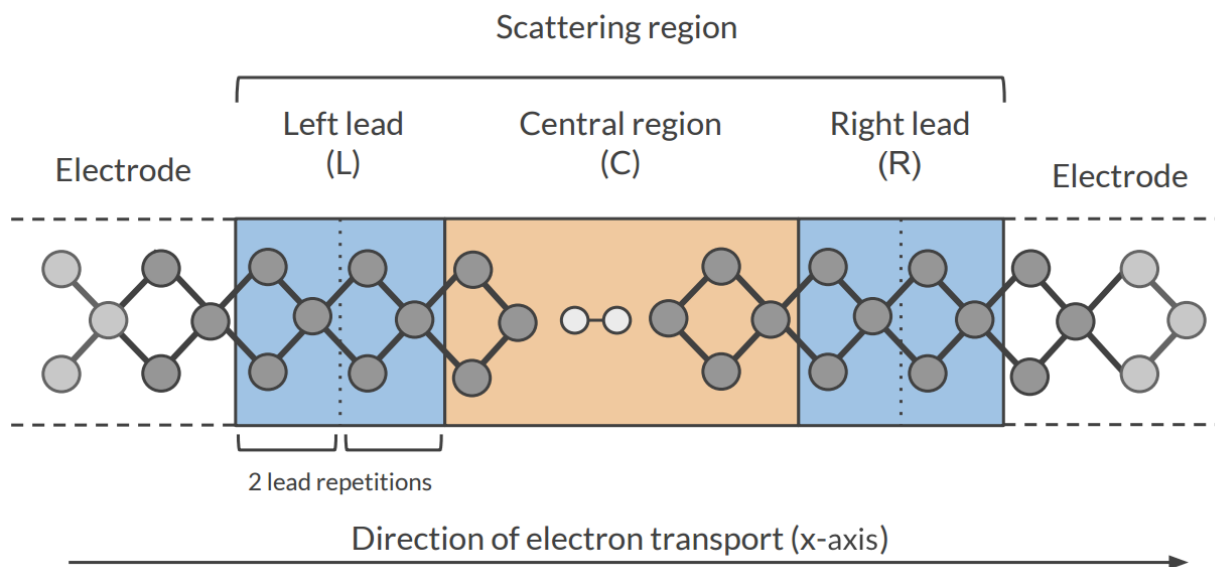 Scattering region
Left lead
(L)
Central region
(C)
Right lead
(R)
Electrode
Electrode
2 lead repetitions
Direction of electron transport (x-axis)